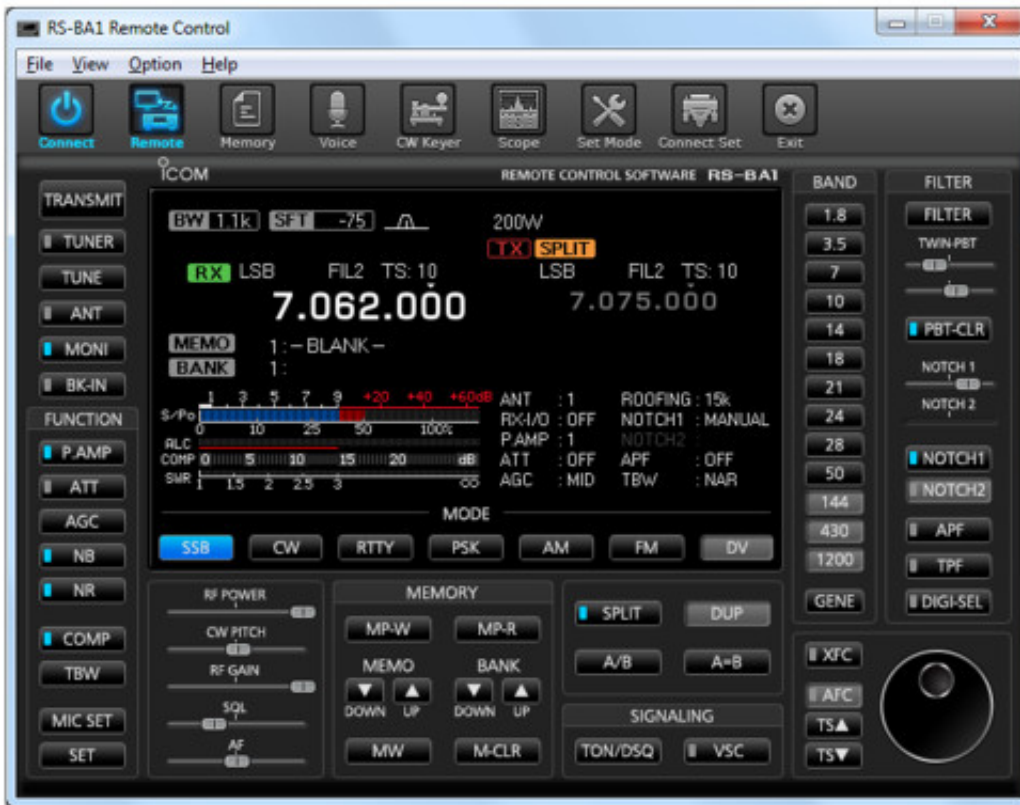 RS-BA1 Remote Control
File View Option Help
Connect Remote Memory Voice CW Keyer Scope Set Mode Connect Set Exit
ICOM REMOTE CONTROL SOFTWARE RS-BA1
TRANSMIT
TUNER
TUNE
ANT
MONI
BK-IN
FUNCTION
P.AMP
ATT
AGC
NB
NR
COMP
TBW
MIC SET
SET
BW 1.1k SFT -75 200W
TX SPLIT
RX LSB FIL2 TS: 10 LSB FIL2 TS: 10
7.062.000 7.075.000
MEMO 1:-BLANK-
BANK 1:
1 3 5 7 9 +20 +40 +60dB
S/Po
0 10 25 50 100%
ALC
COMP 0 5 10 15 20 dB
SWR 1 1.5 2 2.5 3 ∞
ANT :1 ROOFING: 15k
RX-I/O : OFF NOTCH1 : MANUAL
P.AMP : 1 NOTCH2 :
ATT : OFF APF : OFF
AGC : MID TBW : NAR
MODE
SSB CW RTTY PSK AM FM DV
RF POWER
CW PITCH
RF GAIN
SQL
AF
MEMORY
MP-W MP-R
MEMO BANK
▼ ▲ ▼ ▲
DOWN UP DOWN UP
MW M-CLR
SPLIT DUP
A/B A=B
SIGNALING
TON/DSQ VSC
BAND
1.8
3.5
7
10
14
18
21
24
28
50
144
430
1200
GENE
FILTER
FILTER
TWIN-PBT
PBT-CLR
NOTCH 1
NOTCH 2
NOTCH1
NOTCH2
APF
TPF
DIGI-SEL
XFC
AFC
TS▲
TS▼